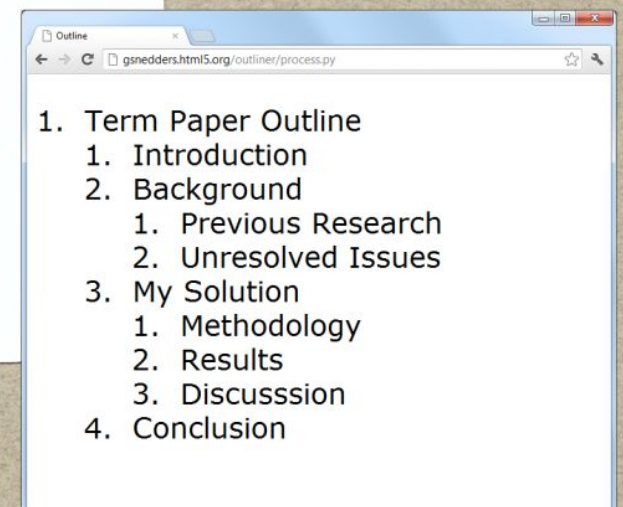 Outline
gsnedders.html5.org/outliner/process.py
1. Term Paper Outline
1. Introduction
2. Background
1. Previous Research
2. Unresolved Issues
3. My Solution
1. Methodology
2. Results
3. Discusssion
4. Conclusion